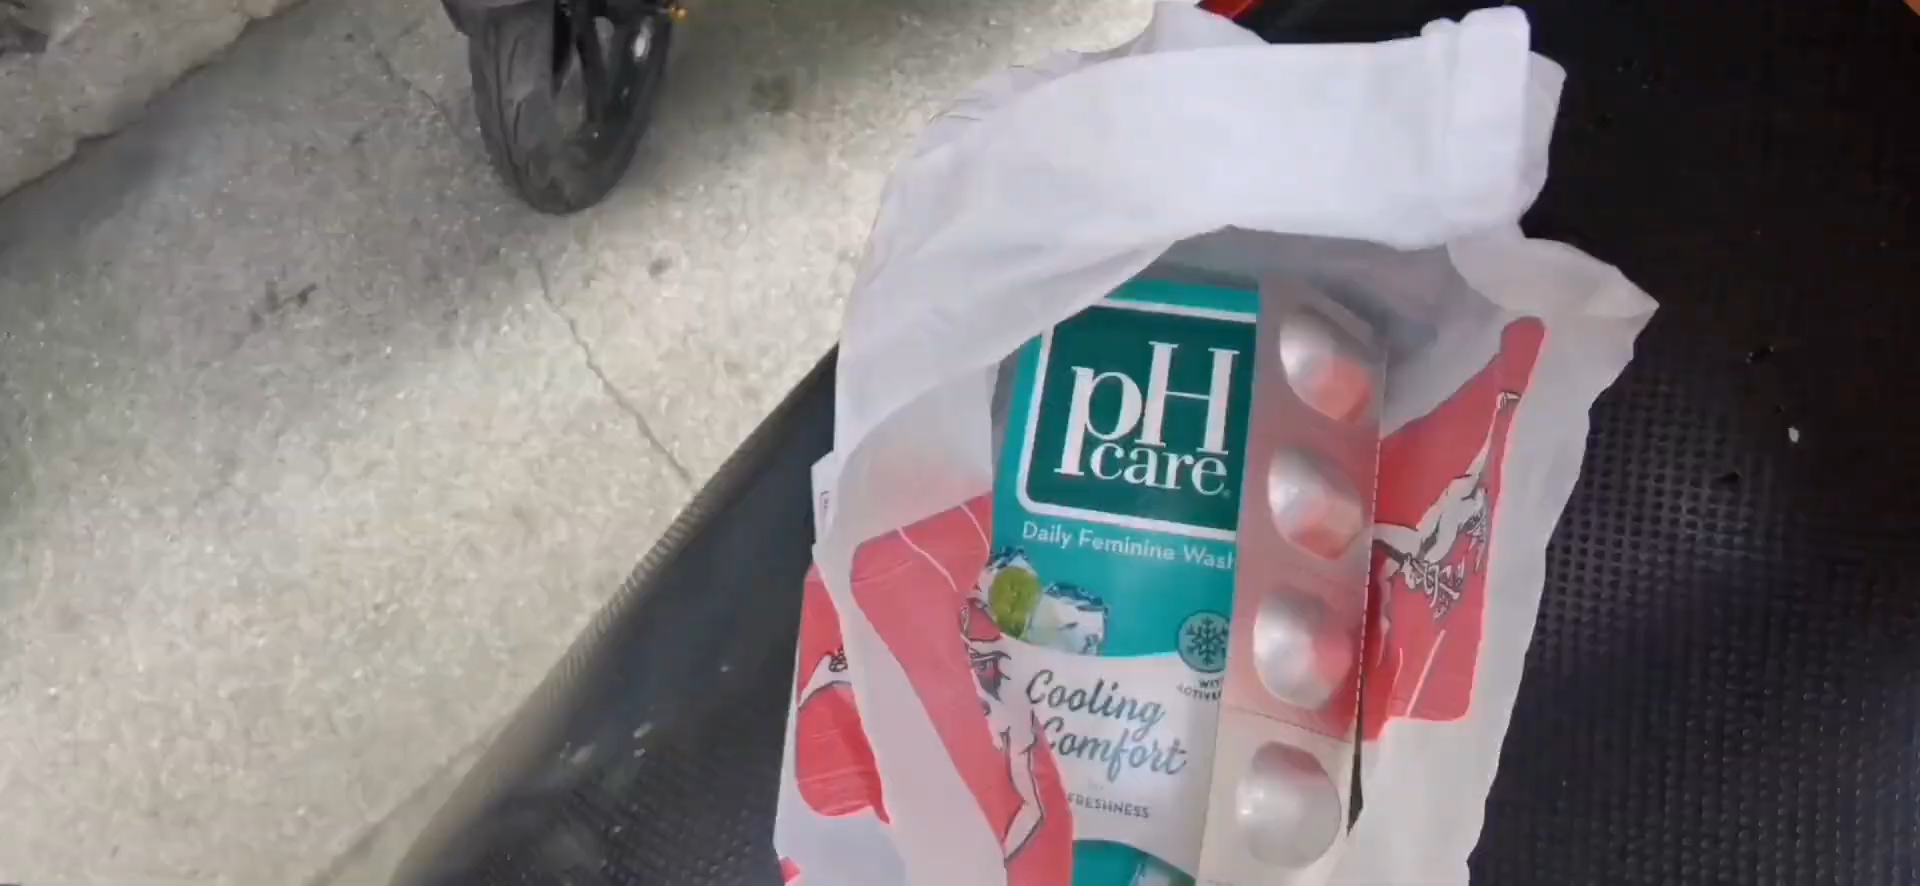 pH
care
Daily Feminine Wash
Cooling
Comfort
FRESHNESS